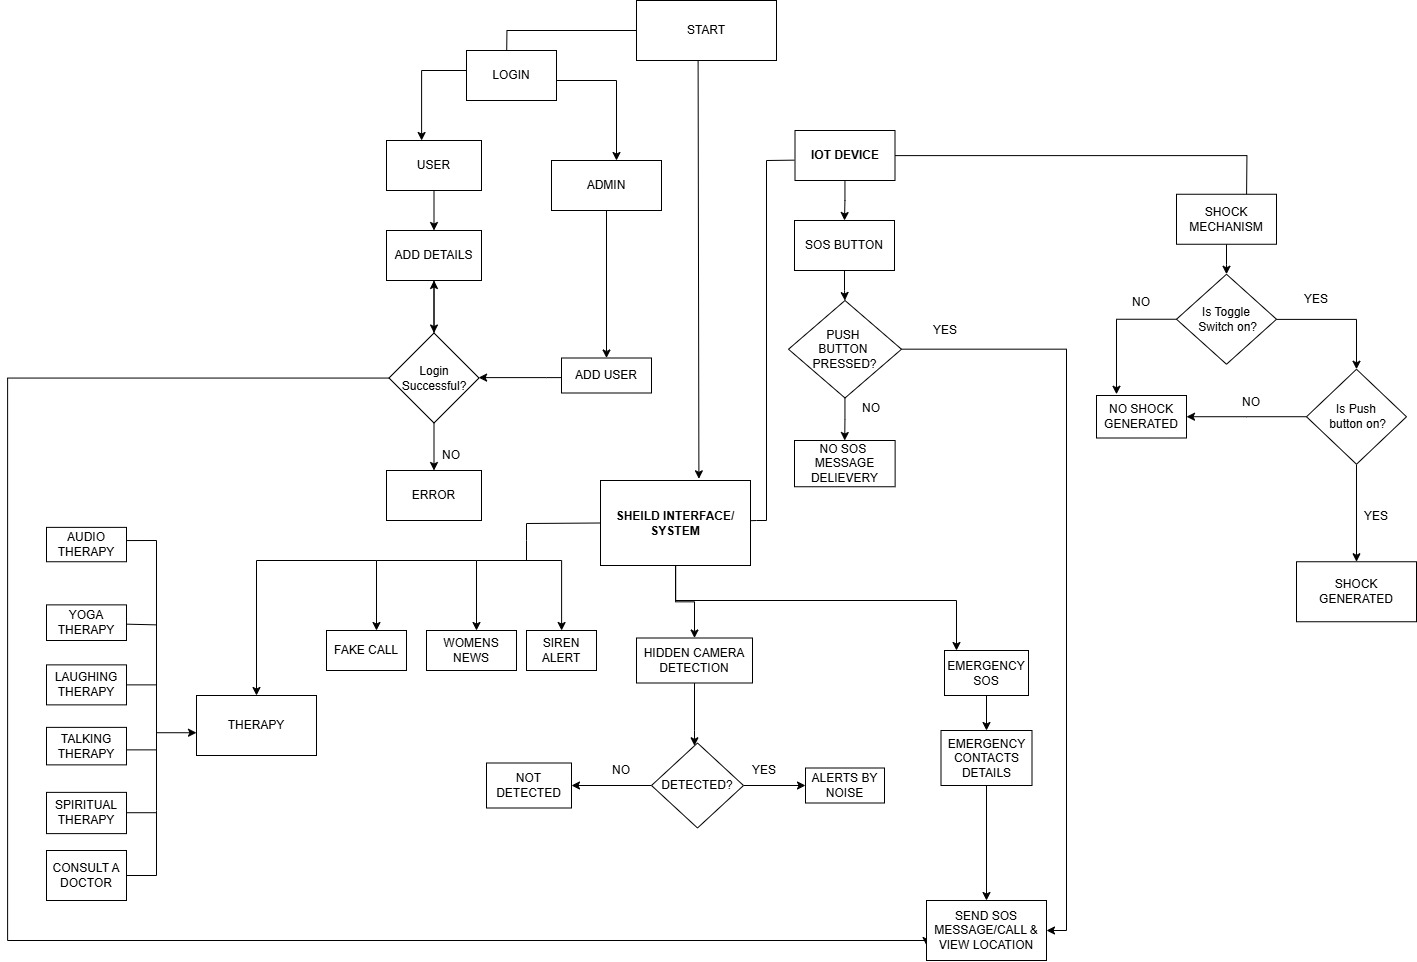 START
LOGIN
USER
ADMIN
ADD DETAILS
Login
Successful?
ADD USER
NO
ERROR
IOT DEVICE
SOS BUTTON
PUSH
BUTTON
PRESSED?
YES
NO
NO SOS
MESSAGE
DELIEVERY
SHOCK
MECHANISM
Is Toggle
Switch on?
NO
YES
NO SHOCK
GENERATED
NO
Is Push
button on?
YES
SHOCK
GENERATED
SHEILD INTERFACE/
SYSTEM
AUDIO
THERAPY
YOGA
THERAPY
LAUGHING
THERAPY
TALKING
THERAPY
SPIRITUAL
THERAPY
CONSULT A
DOCTOR
THERAPY
FAKE CALL
WOMENS
NEWS
SIREN
ALERT
HIDDEN CAMERA
DETECTION
DETECTED?
NO
NOT
DETECTED
YES
ALERTS BY
NOISE
EMERGENCY
SOS
EMERGENCY
CONTACTS
DETAILS
SEND SOS
MESSAGE/CALL &
VIEW LOCATION